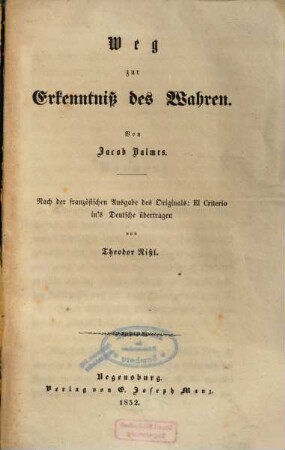 Weg
zur
Erkenntniß des Wahren.
Von
Jacob Balmes.
Nach der französischen Ausgabe des Originals: El Criterio
in's Deutsche übertragen
von
Theodor Nißl.
Regensburg.
Verlag von G. Joseph Manz.
1852.